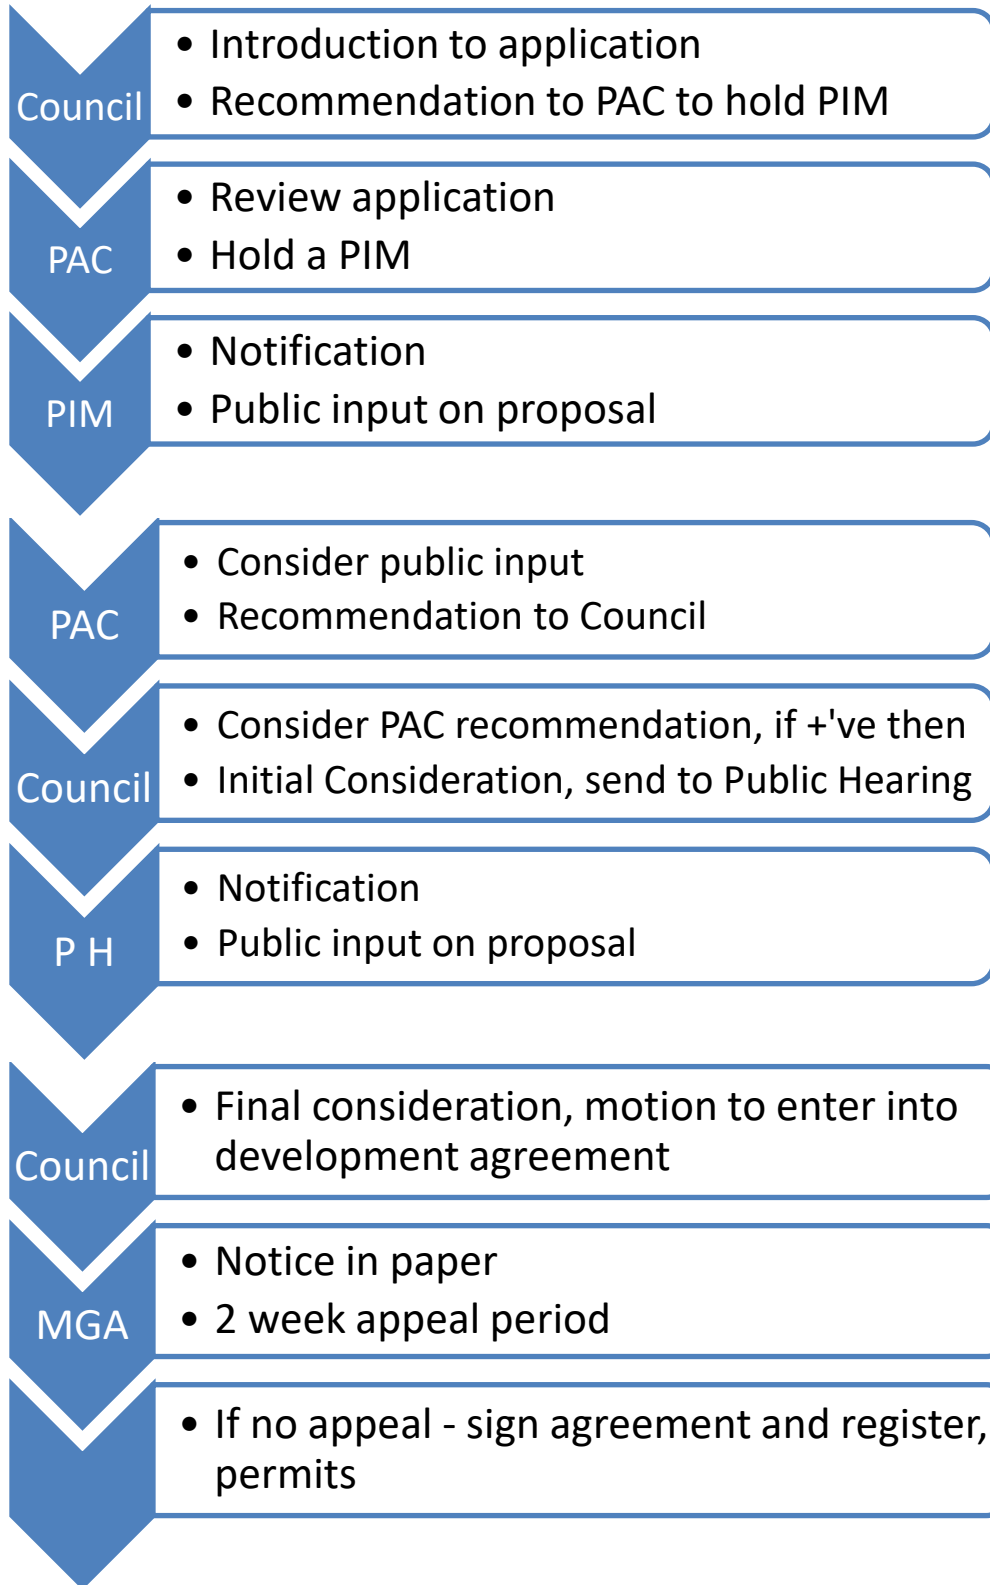 Council
• Introduction to application
• Recommendation to PAC to hold PIM
PAC
• Review application
• Hold a PIM
PIM
• Notification
• Public input on proposal
PAC
• Consider public input
• Recommendation to Council
Council
• Consider PAC recommendation, if +'ve then
• Initial Consideration, send to Public Hearing
P H
• Notification
• Public input on proposal
Council
• Final consideration, motion to enter into
development agreement
MGA
• Notice in paper
• 2 week appeal period
• If no appeal - sign agreement and register,
permits